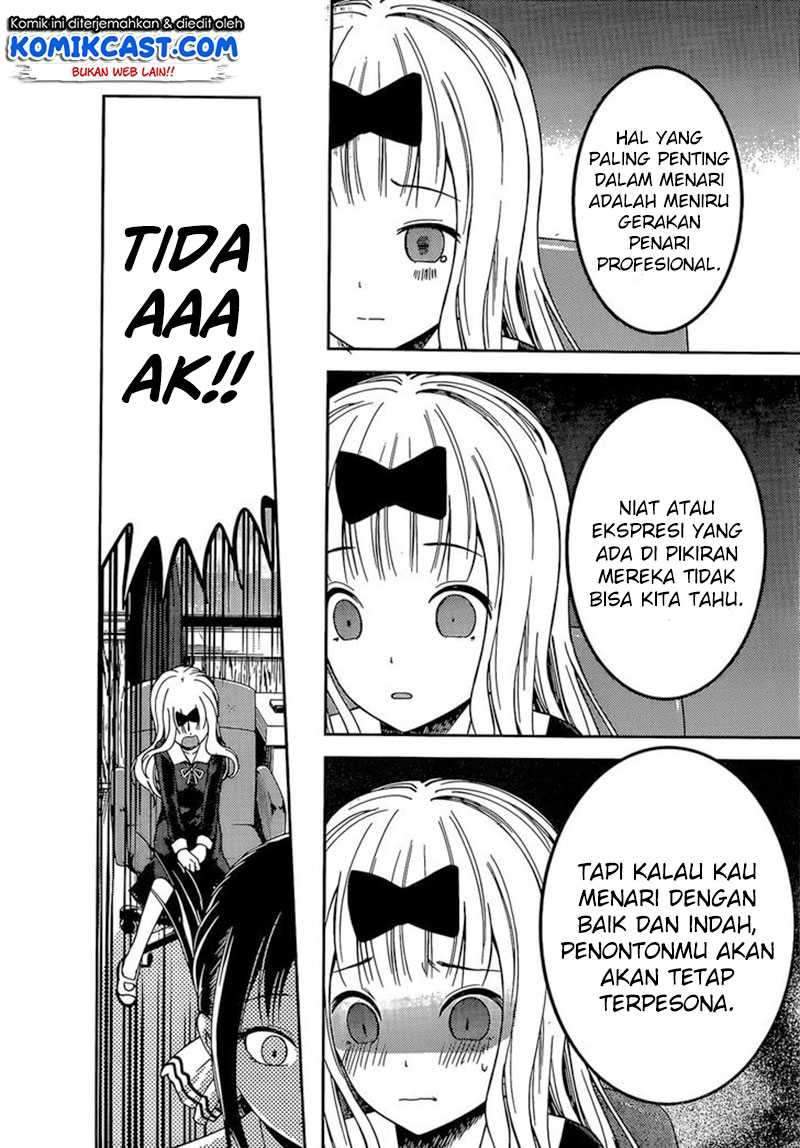 Komik ini diterjemahkan & diedit oleh
KOMIKCAST.COM
BUKAN WEB LAIN!!
HAL YANG
PALING PENTING
DALAM MENARI
ADALAH MENIRU
GERAKAN
PENARI
PROFESIONAL.
NIAT ATAU
EKSPRESI YANG
ADA DI PIKIRAN
MEREKA TIDAK
BISA KITA TAHU.
TAPI KALAU KAU
MENARI DENGAN
BAIK DAN INDAH,
PENONTONMU AKAN
AKAN TETAP
TERPESONA.
TIDA
AAA
AK!!